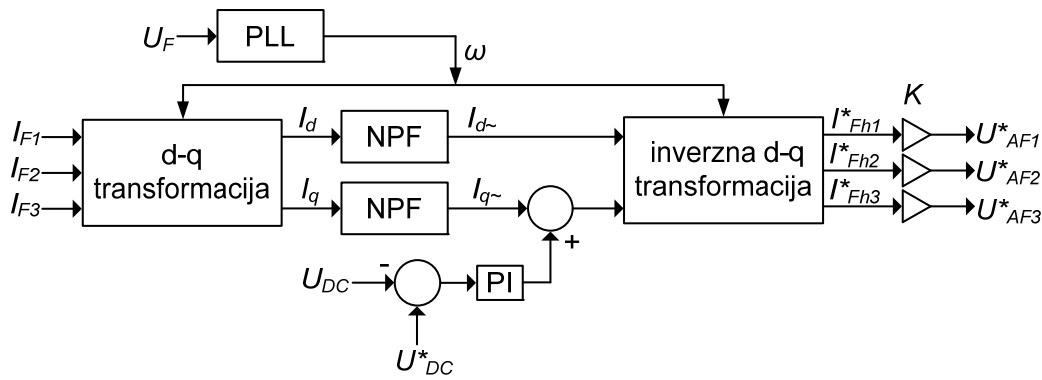 U_F
PLL
ω
I_F1
I_F2
I_F3
d-q
transformacija
I_d
NPF
I_d~
I_q
NPF
I_q~
+
inverzna d-q
transformacija
K
I*_Fh1
U*_AF1
I*_Fh2
U*_AF2
I*_Fh3
U*_AF3
U_DC
-
PI
U*_DC